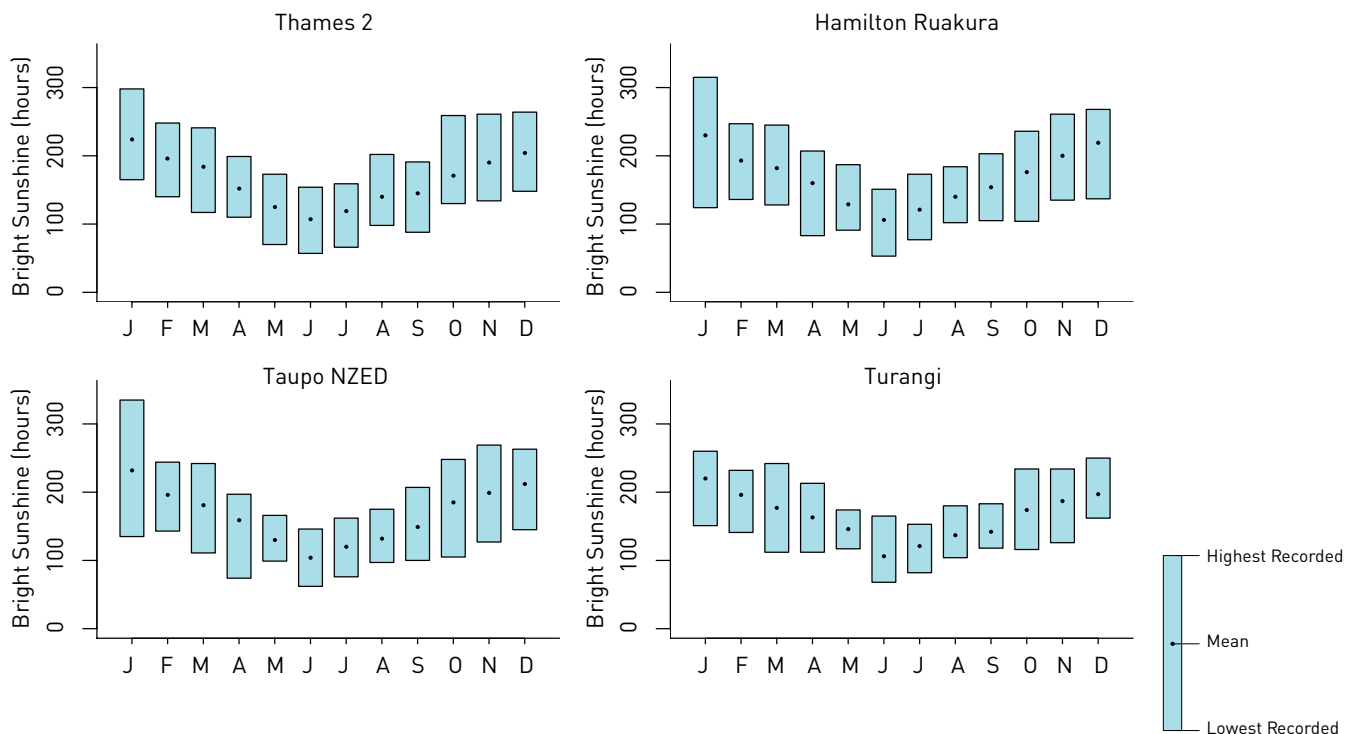 Thames 2
Bright Sunshine (hours)
300
200
100
0
J F M A M J J A S O N D
Hamilton Ruakura
Bright Sunshine (hours)
300
200
100
0
J F M A M J J A S O N D
Taupo NZED
Bright Sunshine (hours)
300
200
100
0
J F M A M J J A S O N D
Turangi
Bright Sunshine (hours)
300
200
100
0
J F M A M J J A S O N D
Highest Recorded
Mean
Lowest Recorded